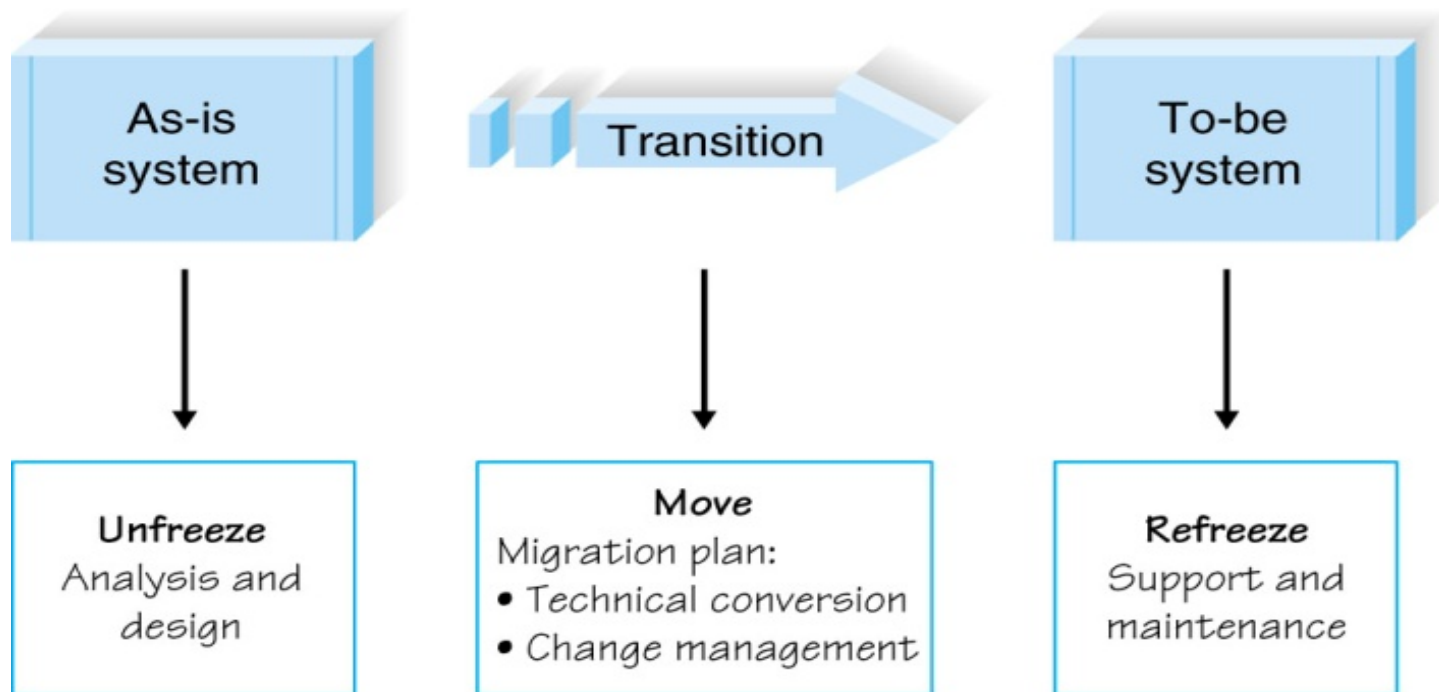 As-is
system
Transition
To-be
system
Unfreeze
Analysis and
design
Move
Migration plan:
• Technical conversion
• Change management
Refreeze
Support and
maintenance